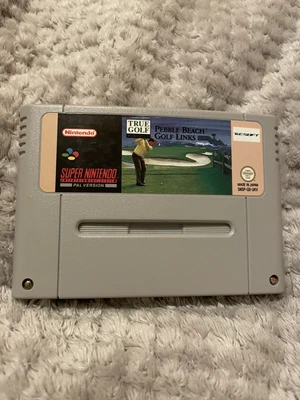 Nintendo
SUPER NINTENDO
ENTERTAINMENT SYSTEM
PAL VERSION
TRUE
GOLF
PEBBLE BEACH
GOLF LINKS
MADE IN JAPAN